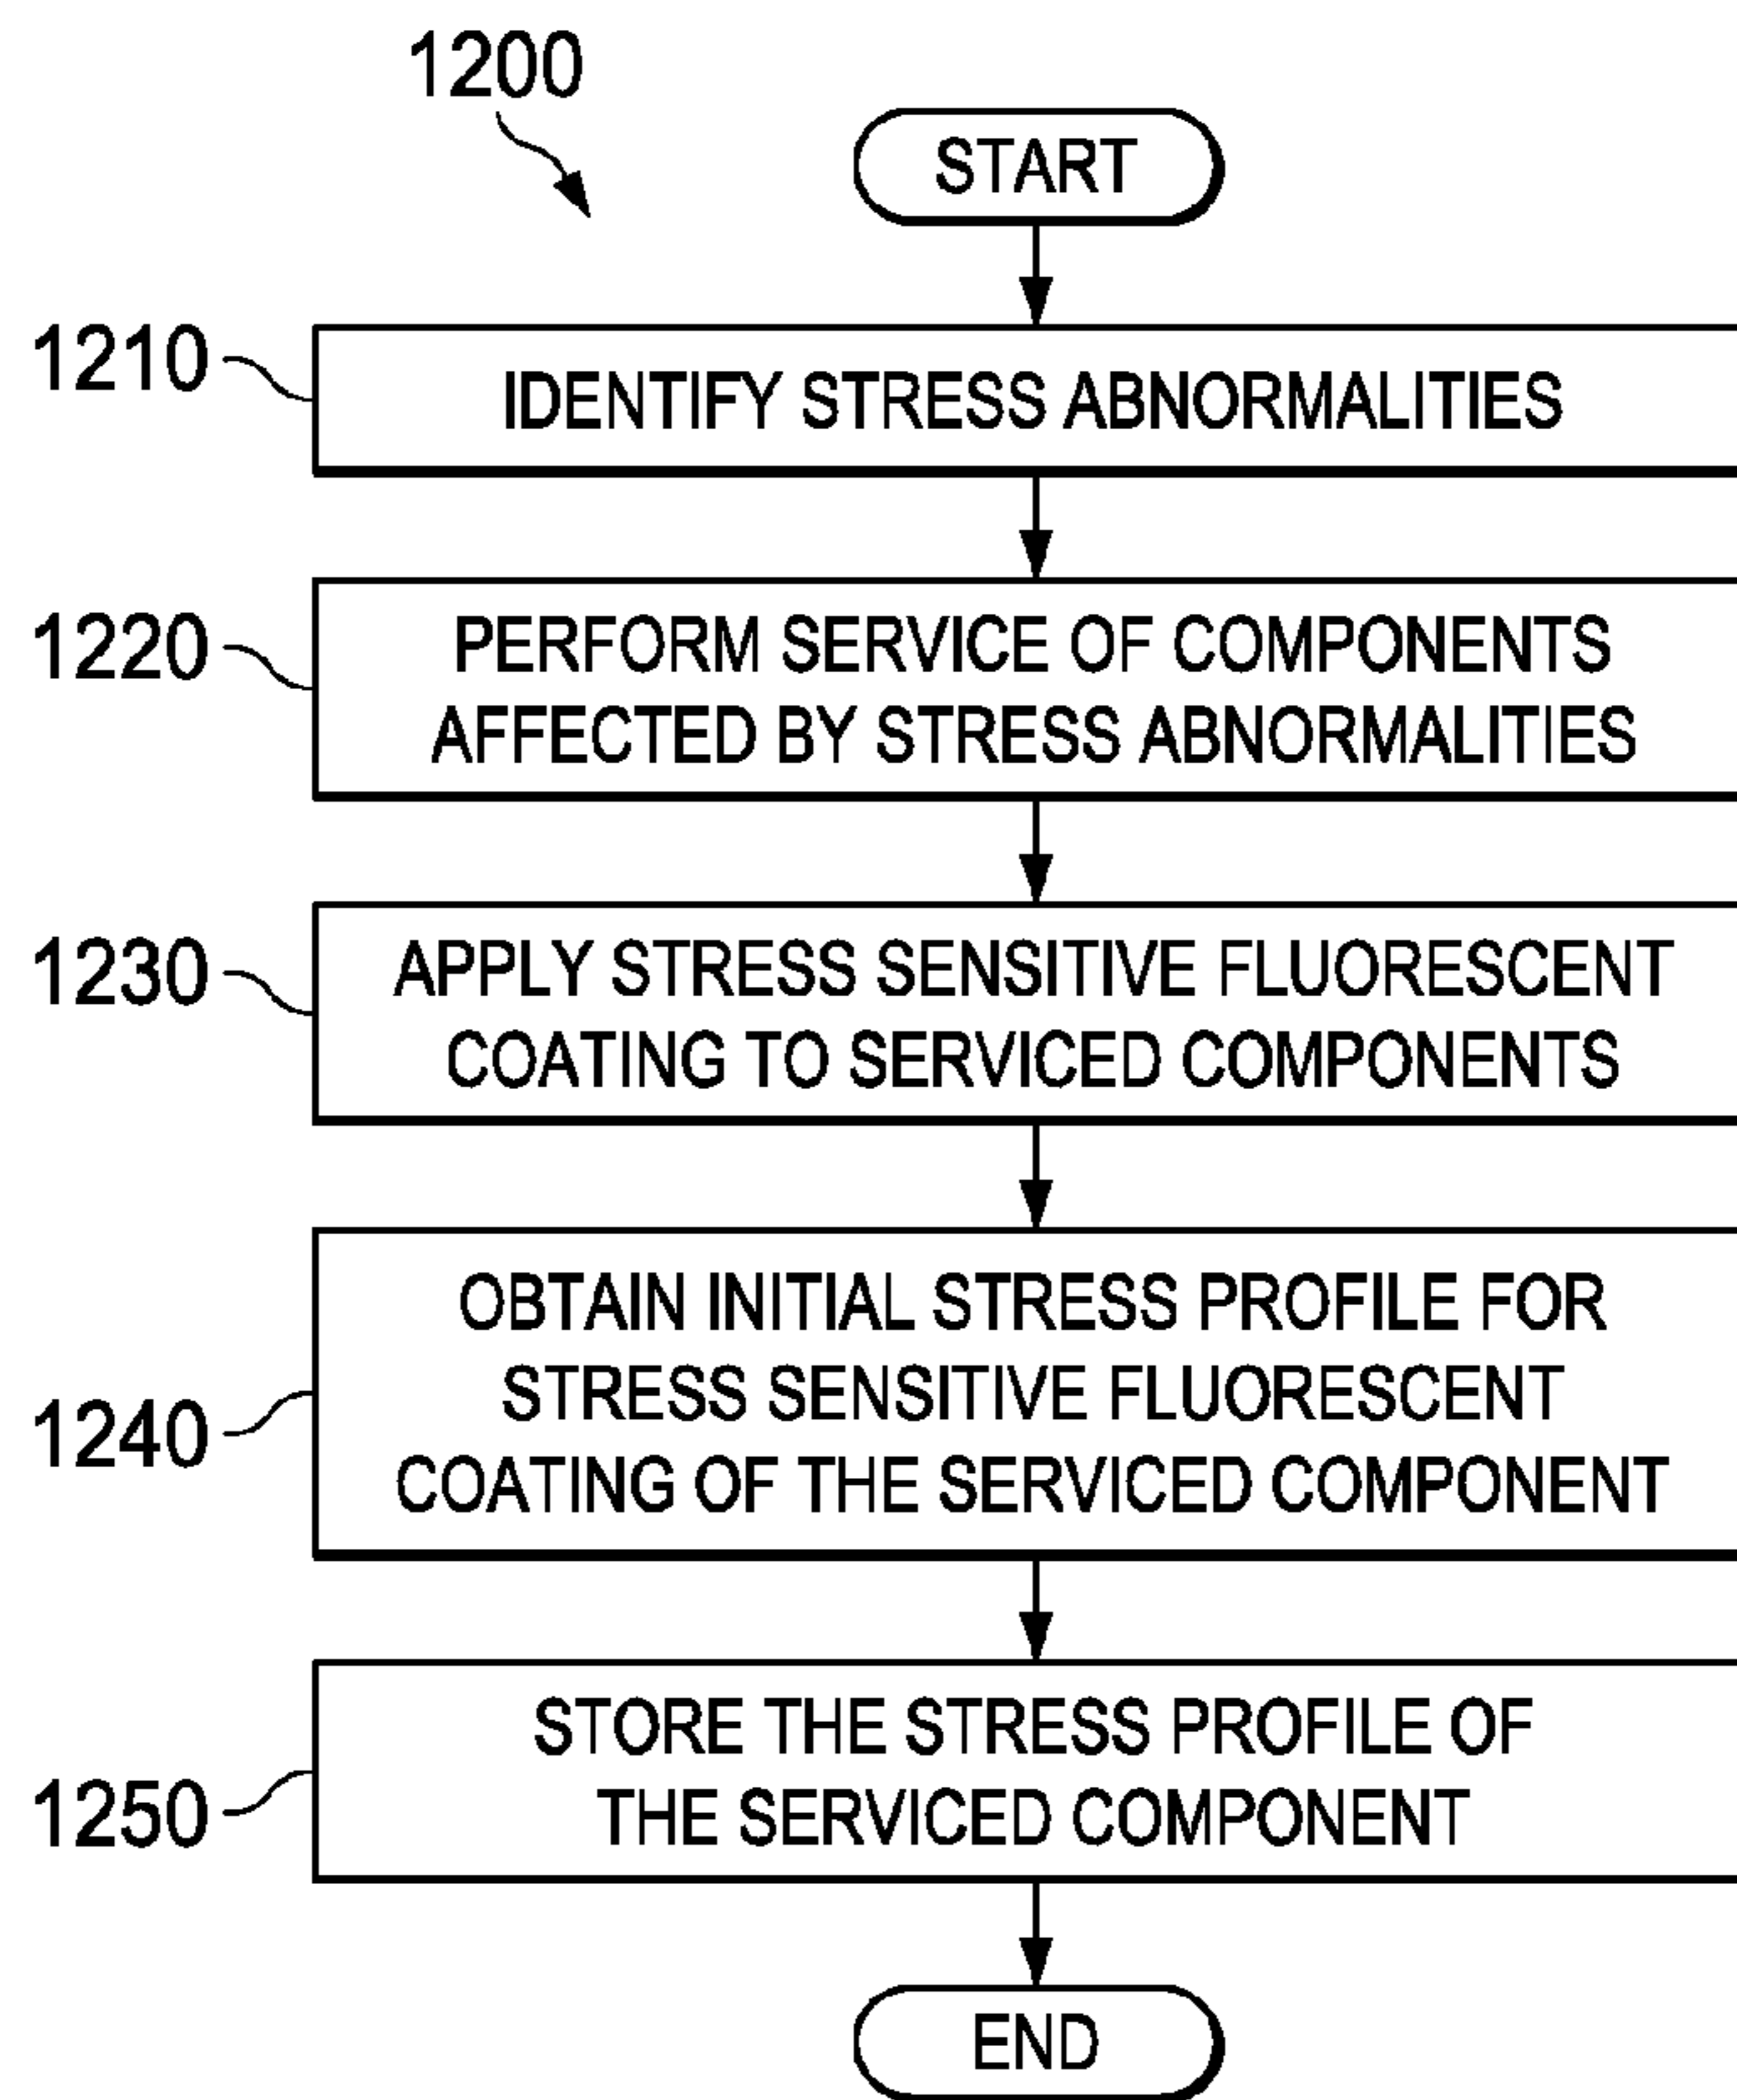 1200
START
1210
IDENTIFY STRESS ABNORMALITIES
1220
PERFORM SERVICE OF COMPONENTS
AFFECTED BY STRESS ABNORMALITIES
1230
APPLY STRESS SENSITIVE FLUORESCENT
COATING TO SERVICED COMPONENTS
1240
OBTAIN INITIAL STRESS PROFILE FOR
STRESS SENSITIVE FLUORESCENT
COATING OF THE SERVICED COMPONENT
1250
STORE THE STRESS PROFILE OF
THE SERVICED COMPONENT
END